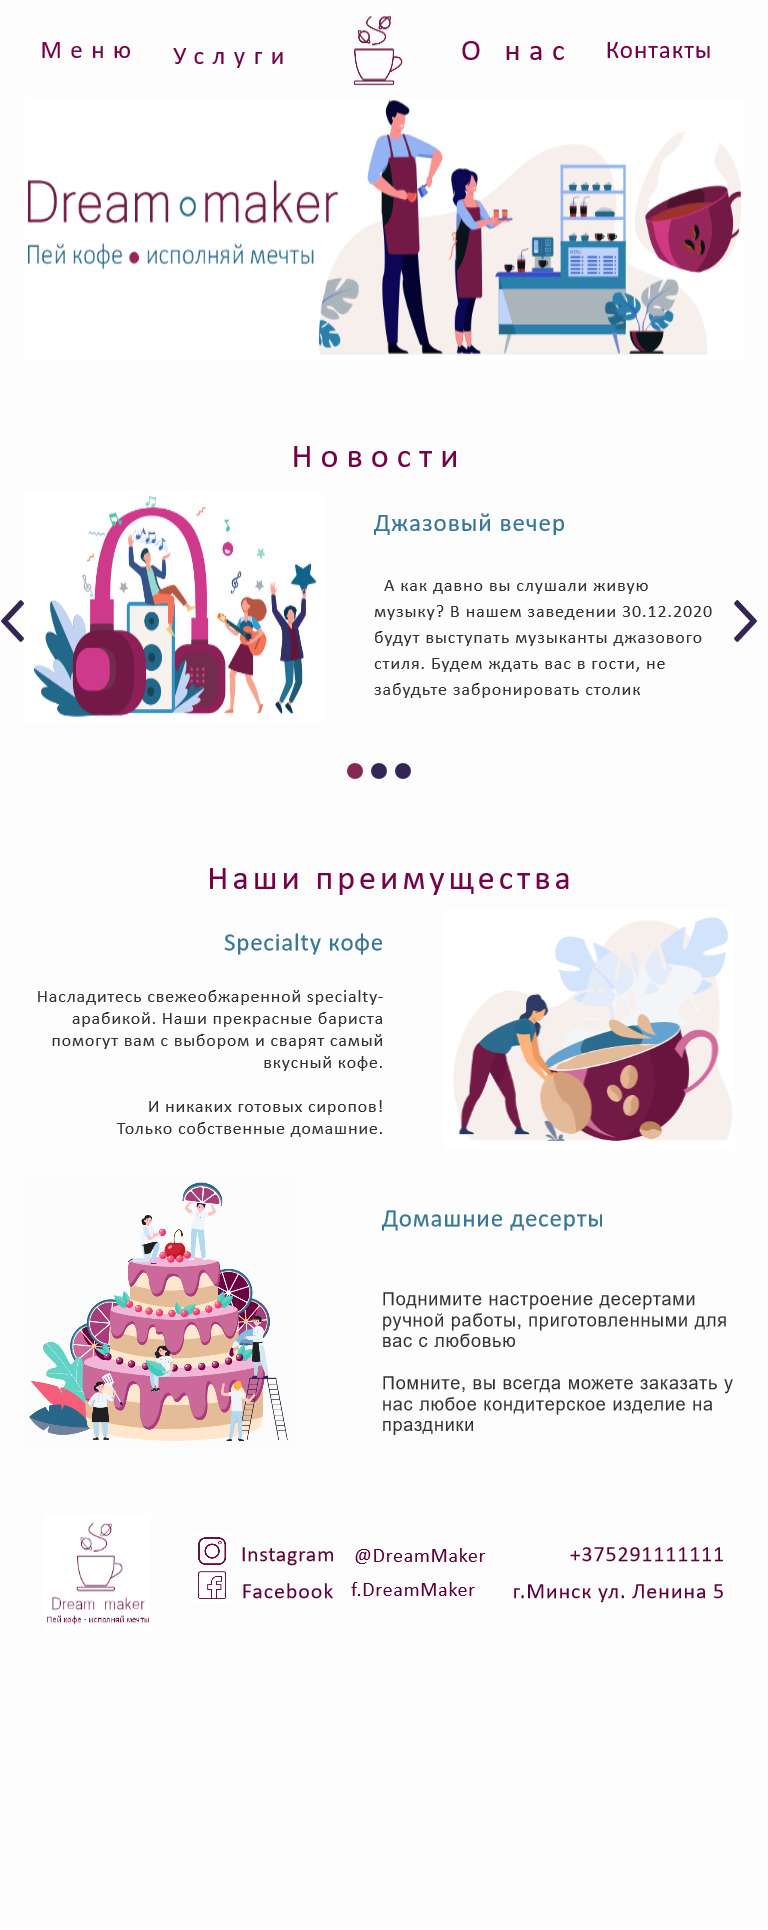 Меню Услуги О нас Контакты
Dream maker
Пей кофе • исполняй мечты
Новости
Джазовый вечер
А как давно вы слушали живую
музыку? В нашем заведении 30.12.2020
будут выступать музыканты джазового
стиля. Будем ждать вас в гости, не
забудьте забронировать столик
Наши преимущества
Specialty кофе
Насладитесь свежеобжаренной specialty-
арабикой. Наши прекрасные бариста
помогут вам с выбором и сварят самый
вкусный кофе.
И никаких готовых сиропов!
Только собственные домашние.
Домашние десерты
Поднимите настроение десертами
ручной работы, приготовленными для
вас с любовью
Помните, вы всегда можете заказать у
нас любое кондитерское изделие на
праздники
Dream maker
Пей кофе - исполняй мечты
Instagram @DreamMaker
Facebook f.DreamMaker
+375291111111
г.Минск ул. Ленина 5